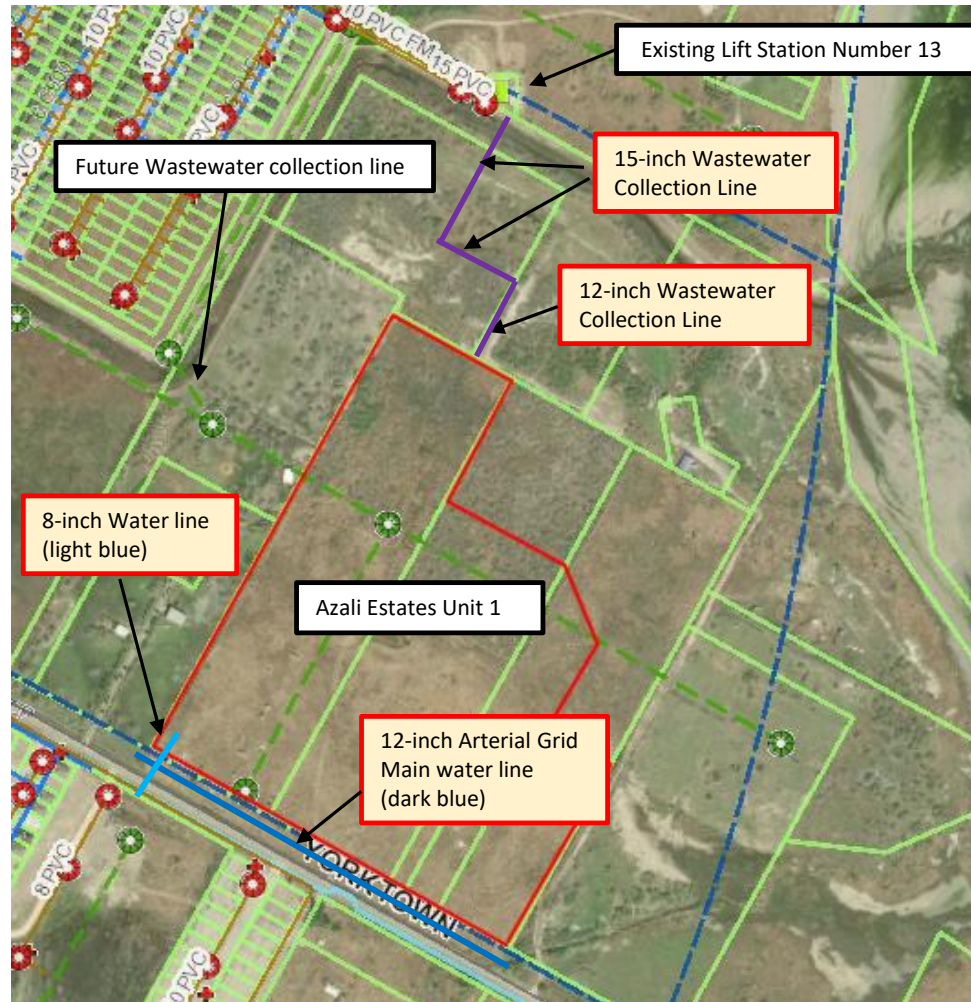 10 PVC FM
15 PVC
Existing Lift Station Number 13
10 PVC
10 PVC
10 PVC
Future Wastewater collection line
15-inch Wastewater
Collection Line
12-inch Wastewater
Collection Line
8-inch Water line
(light blue)
Azali Estates Unit 1
12-inch Arterial Grid
Main water line
(dark blue)
YORKTOWN
8 PVC